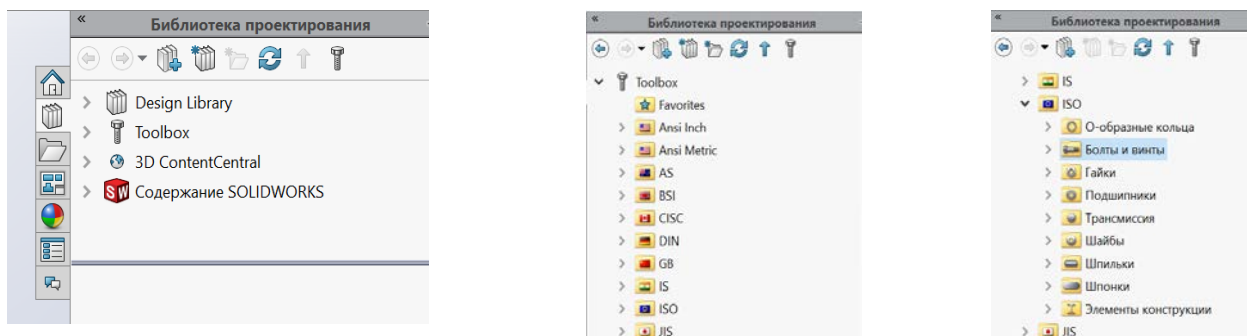 Библиотека проектирования
Design Library
Toolbox
3D ContentCentral
Содержание SOLIDWORKS
Библиотека проектирования
Toolbox
Favorites
Ansi Inch
Ansi Metric
AS
BSI
CISC
DIN
GB
IS
ISO
JIS
Библиотека проектирования
IS
ISO
О-образные кольца
Болты и винты
Гайки
Подшипники
Трансмиссия
Шайбы
Шпильки
Шпонки
Элементы конструкции
JIS